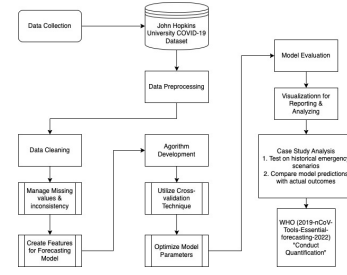 Data Collection
John Hopkins
University COVID-19
Dataset
Data Preprocessing
Data Cleaning
Manage Missing
values &
inconsistency
Create Features
for Forecasting
Model
Agorithm
Development
Utilize Cross-
validation
Technique
Optimize Model
Parameters
Model Evaluation
Visualizationn for
Reporting &
Analyzing
Case Study Analysis
1. Test on historical emergency
scenarios
2. Compare model predictions
with actual outcomes
WHO (2019-nCoV-
Tools-Essential-
forecasting-2022)
"Conduct
Quantification"